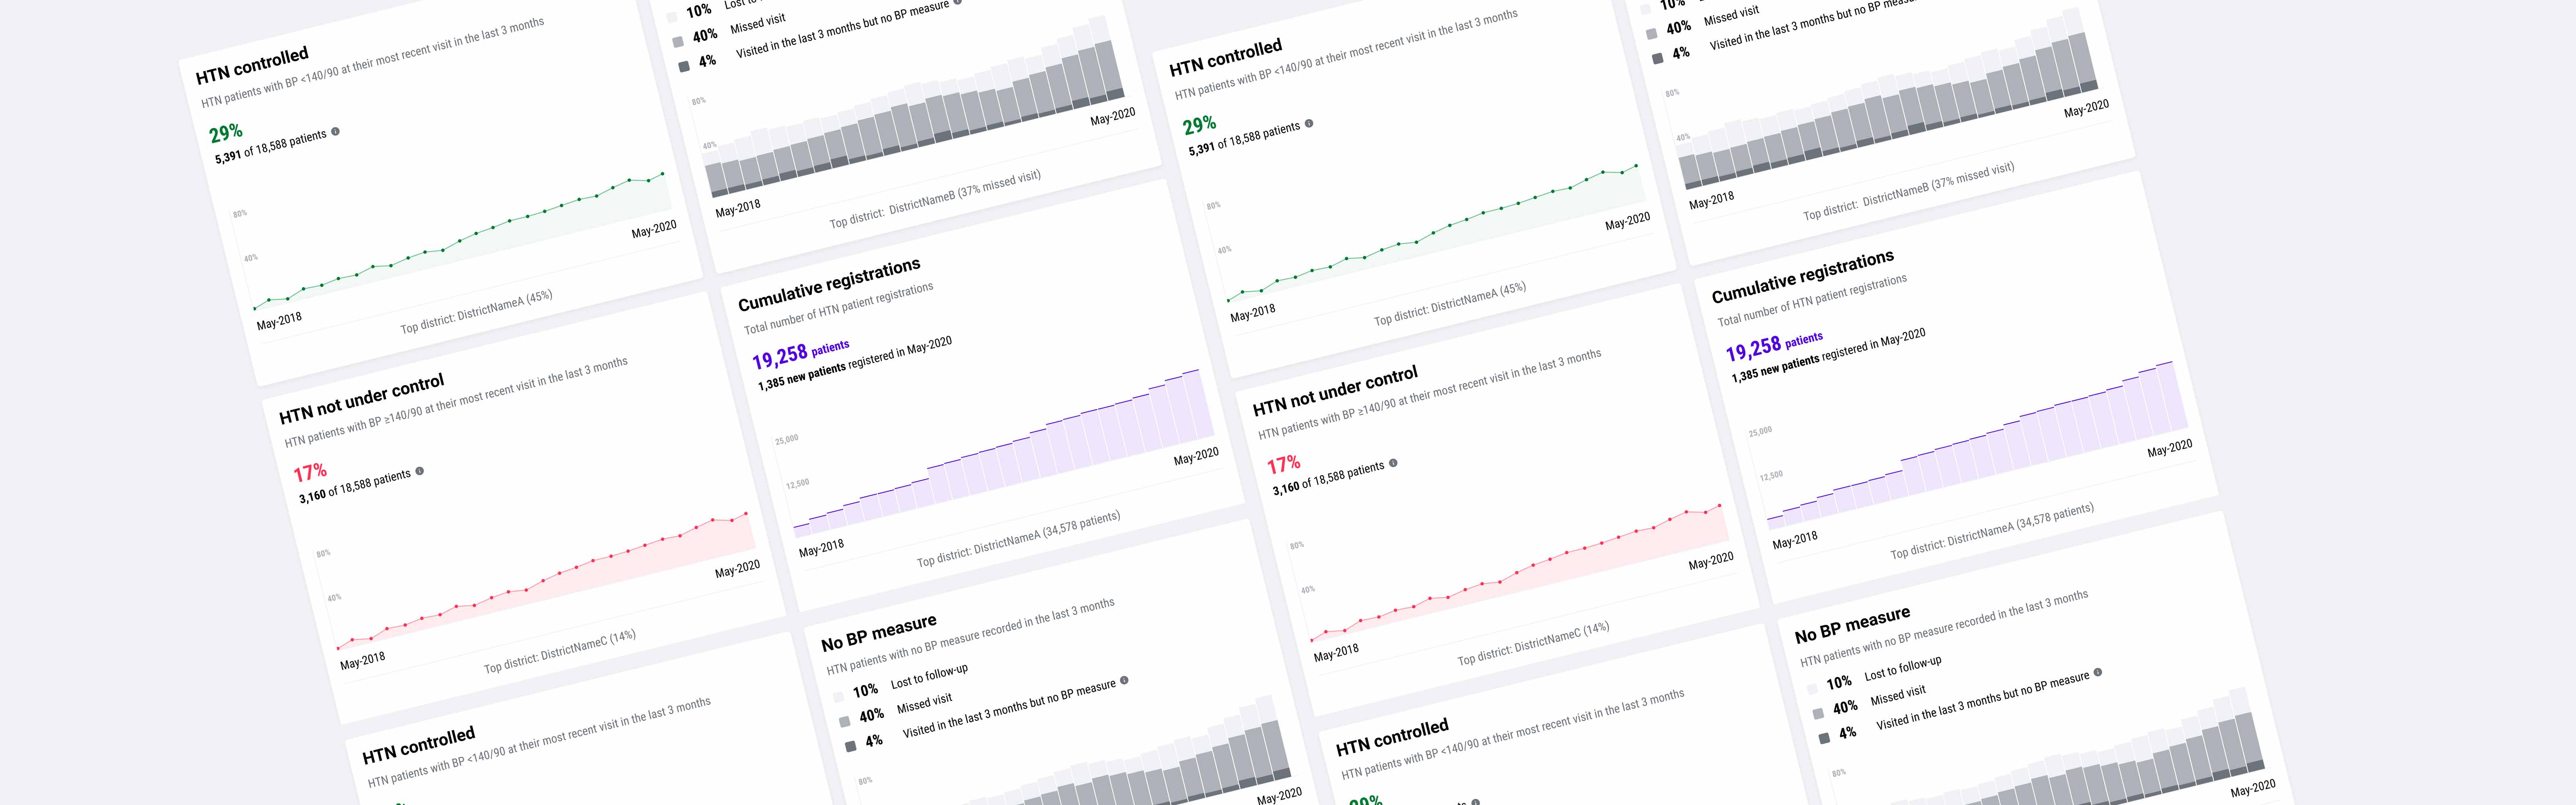 HTN controlled
HTN patients with BP <140/90 at their most recent visit in the last 3 months
29%
5,391 of 18,588 patients
80%
40%
May-2018
May-2020
Top district: DistrictNameA (45%)
HTN not under control
HTN patients with BP ≥140/90 at their most recent visit in the last 3 months
17%
3,160 of 18,588 patients
80%
40%
May-2018
May-2020
Top district: DistrictNameC (14%)
HTN controlled
HTN patients with BP <140/90 at their most recent visit in the last 3 months
10% Lost to
40% Missed visit
4% Visited in the last 3 months but no BP measure
80%
40%
May-2018
May-2020
Top district: DistrictNameB (37% missed visit)
Cumulative registrations
Total number of HTN patient registrations
19,258 patients
1,385 new patients registered in May-2020
25,000
12,500
May-2018
May-2020
Top district: DistrictNameA (34,578 patients)
No BP measure
HTN patients with no BP measure recorded in the last 3 months
10% Lost to follow-up
40% Missed visit
4% Visited in the last 3 months but no BP measure
80%
May-2020
HTN controlled
HTN patients with BP <140/90 at their most recent visit in the last 3 months
29%
5,391 of 18,588 patients
80%
40%
May-2018
May-2020
Top district: DistrictNameA (45%)
HTN not under control
HTN patients with BP ≥140/90 at their most recent visit in the last 3 months
17%
3,160 of 18,588 patients
80%
40%
May-2018
May-2020
Top district: DistrictNameC (14%)
HTN controlled
HTN patients with BP <140/90 at their most recent visit in the last 3 months
29%
10%
40% Missed visit
4% Visited in the last 3 months but no BP
80%
40%
May-2018
May-2020
Top district: DistrictNameB (37% missed visit)
Cumulative registrations
Total number of HTN patient registrations
19,258 patients
1,385 new patients registered in May-2020
25,000
12,500
May-2018
May-2020
Top district: DistrictNameA (34,578 patients)
No BP measure
HTN patients with no BP measure recorded in the last 3 months
10% Lost to follow-up
40% Missed visit
4% Visited in the last 3 months but no BP measure
80%
May-2020